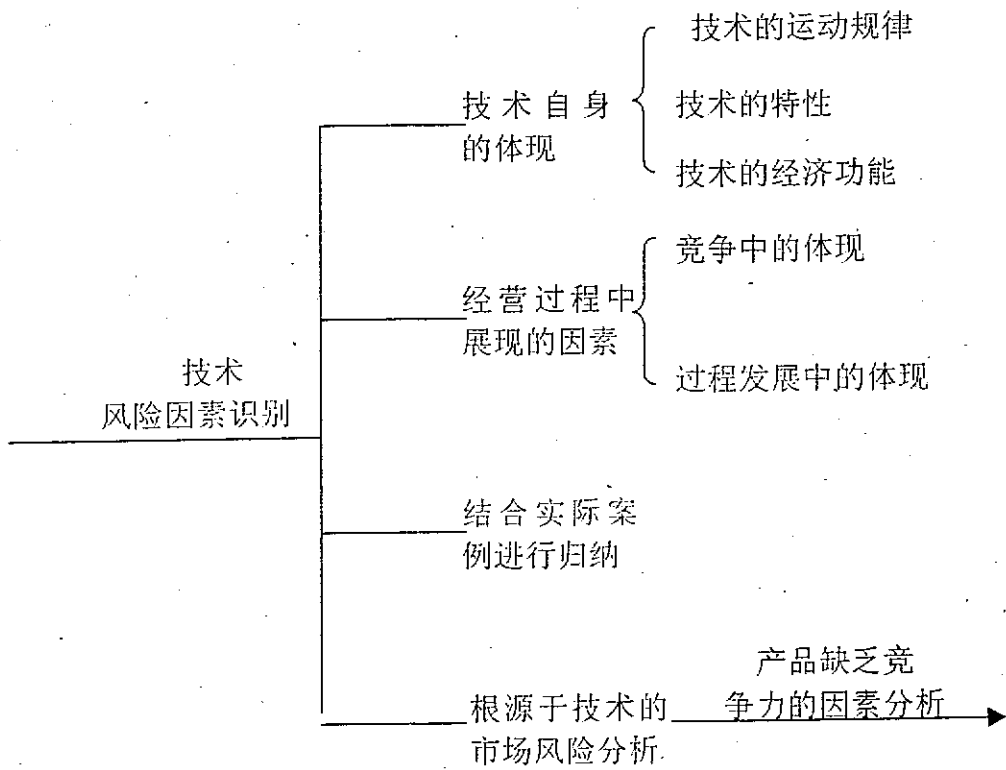 技术的运动规律
技术自身
的体现
技术的特性
技术的经济功能
竞争中的体现
经营过程中
展现的因素
过程发展中的体现
技术
风险因素识别
结合实际案
例进行归纳
产品缺乏竞
争力的因素分析
根源于技术的
市场风险分析